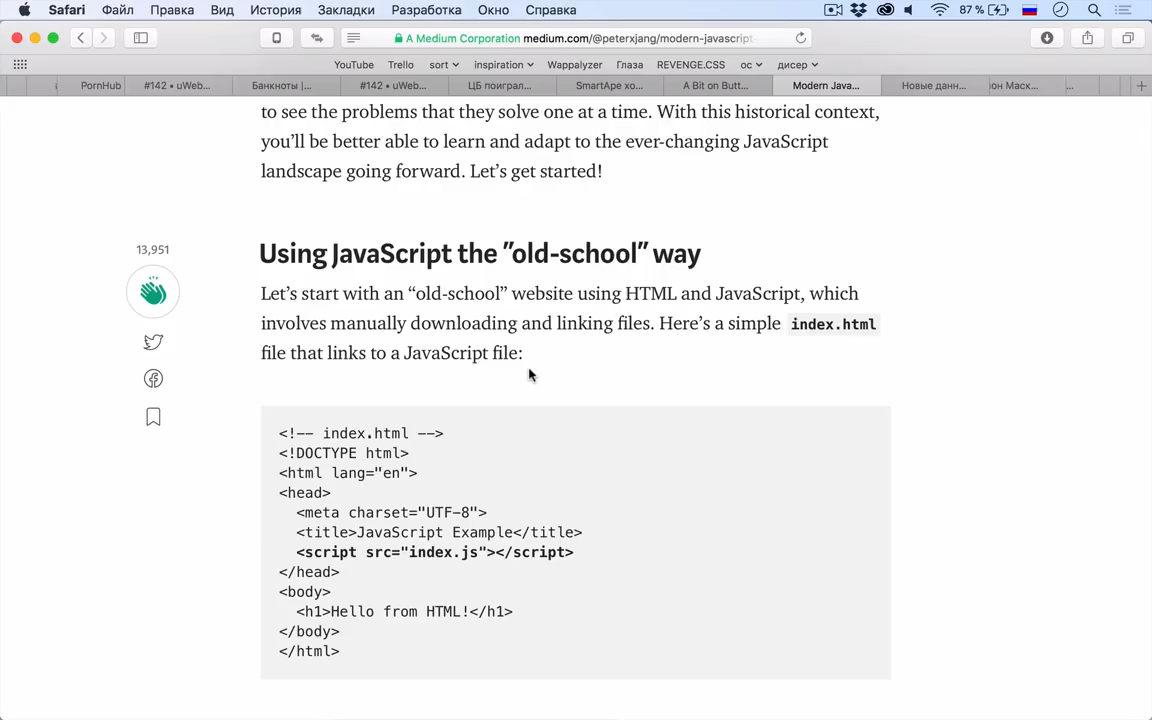 Safari Файл Правка Вид История Закладки Разработка Окно Справка 87 %
A Medium Corporation medium.com/@peterxjang/modern-javascript-
YouTube Trello sort inspiration Wappalyzer Глаза REVENGE.CSS ос дисер
PornHub #142 • uWeb... Банкноты |... #142 • uWeb... ЦБ поиграл... SmartApe хо... A Bit on Butt... Modern Java... Новые данн... ион Маск... ...
to see the problems that they solve one at a time. With this historical context,
you’ll be better able to learn and adapt to the ever-changing JavaScript
landscape going forward. Let’s get started!
13,951
Using JavaScript the ”old-school” way
Let’s start with an “old-school” website using HTML and JavaScript, which
involves manually downloading and linking files. Here’s a simple index.html
file that links to a JavaScript file:
<!-- index.html -->
<!DOCTYPE html>
<html lang="en">
<head>
  <meta charset="UTF-8">
  <title>JavaScript Example</title>
  <script src="index.js"></script>
</head>
<body>
  <h1>Hello from HTML!</h1>
</body>
</html>